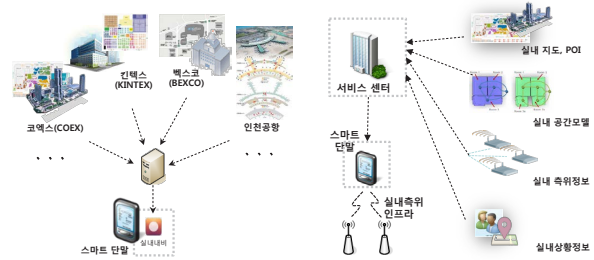 킨텍스
(KINTEX)
벡스코
(BEXCO)
코엑스(COEX)
인천공항
. . .
. . .
스마트 단말
실내내비
서비스 센터
스마트
단말
실내측위
인프라
실내 지도, POI
실내 공간모델
실내 측위정보
실내상황정보